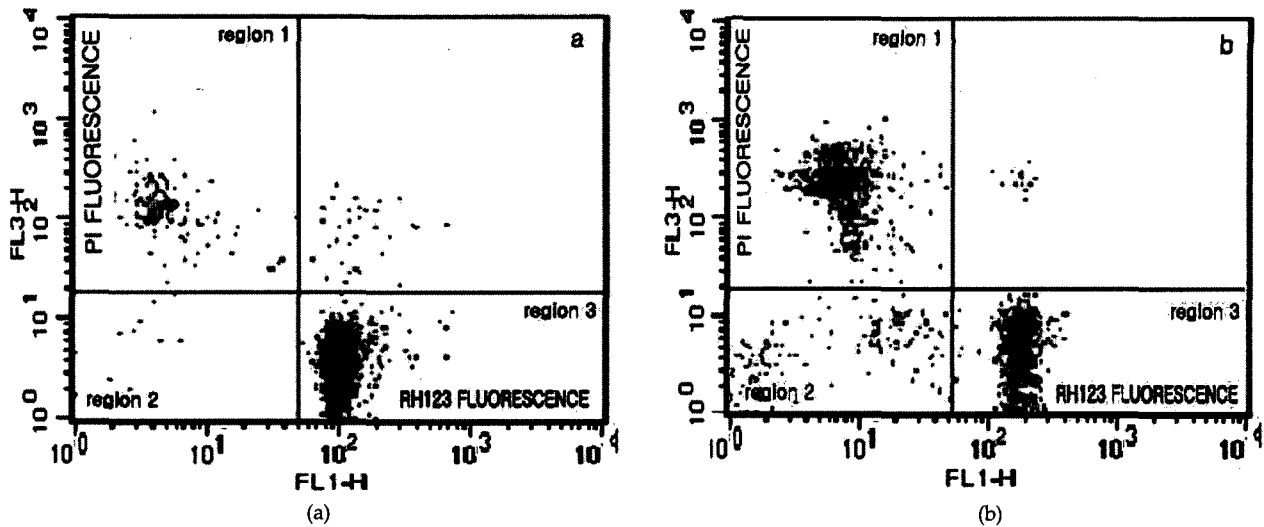 region 1
a
PI FLUORESCENCE
FL3-H
10^4
10^3
10^2
10^1
10^0
region 2
region 3
RH123 FLUORESCENCE
10^0
10^1
10^2
10^3
10^4
FL1-H
(a)
region 1
b
PI FLUORESCENCE
FL3-H
10^4
10^3
10^2
10^1
10^0
region 2
region 3
RH123 FLUORESCENCE
10^0
10^1
10^2
10^3
10^4
FL1-H
(b)